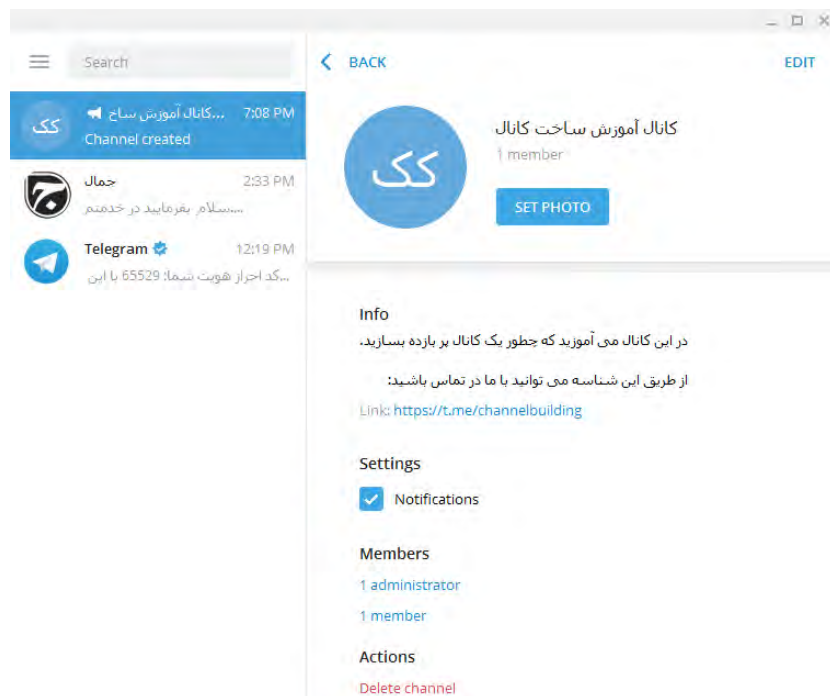 Search
BACK
EDIT
کک
کانال آموزش ساخ...
7:08 PM
Channel created
ج
جمال
2:33 PM
سلام بفرمایید در خدمتم....
Telegram
12:19 PM
کد احراز هویت شما: 65529 با این...
کک
کانال آموزش ساخت کانال
1 member
SET PHOTO
Info
در این کانال می آموزید که چطور یک کانال پر بازده بسازید.
از طریق این شناسه می توانید با ما در تماس باشید:
Link: https://t.me/channelbuilding
Settings
Notifications
Members
1 administrator
1 member
Actions
Delete channel